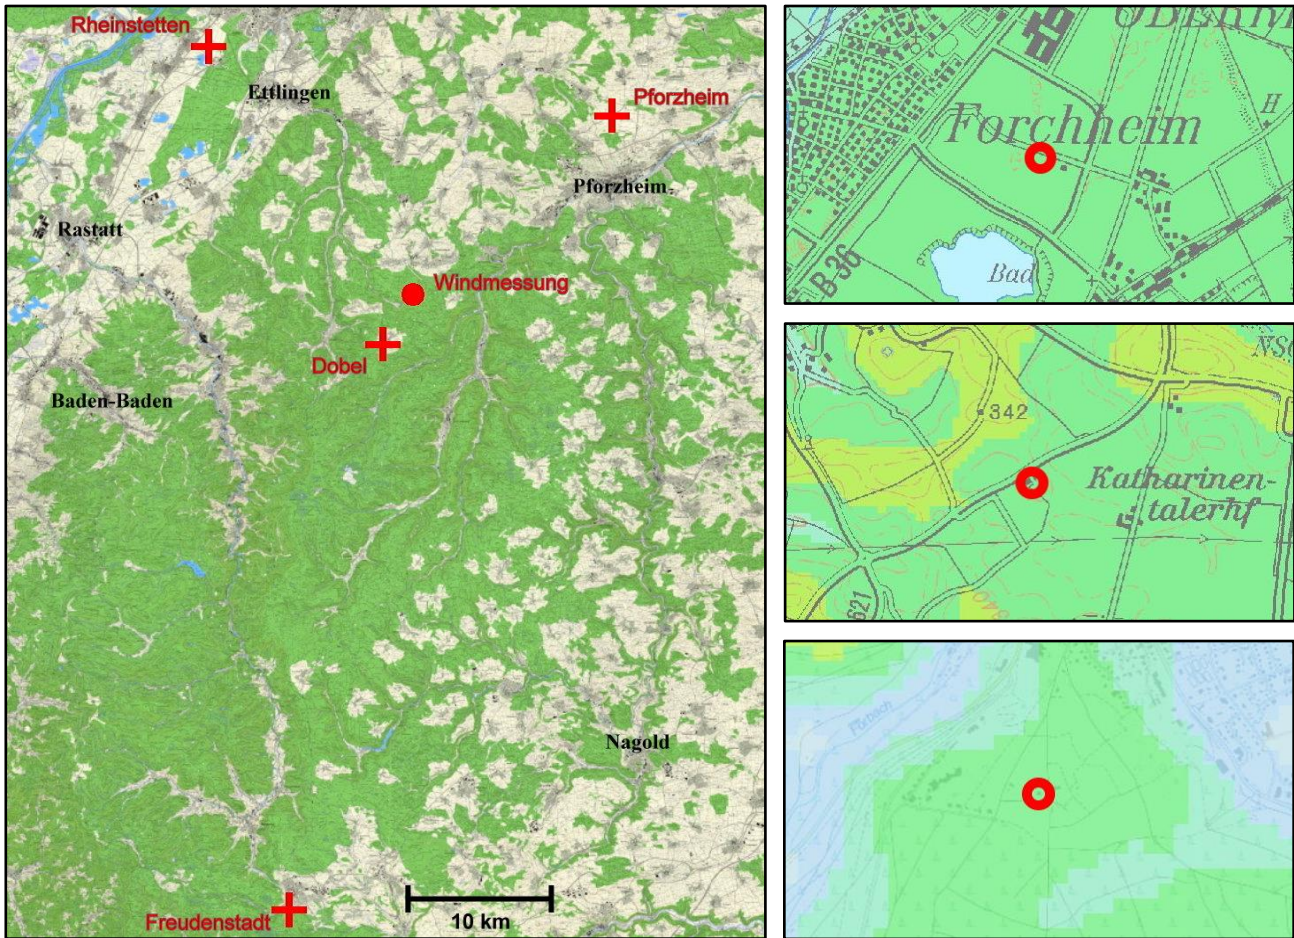 Rheinstetten
Ettlingen
Pforzheim
Pforzheim
Rastatt
Windmessung
Dobel
Baden-Baden
Nagold
10 km
Freudenstadt
Forchheim
Bad
B 36
H
NSG
342
Katharinen-
talerhf
621
Forbach